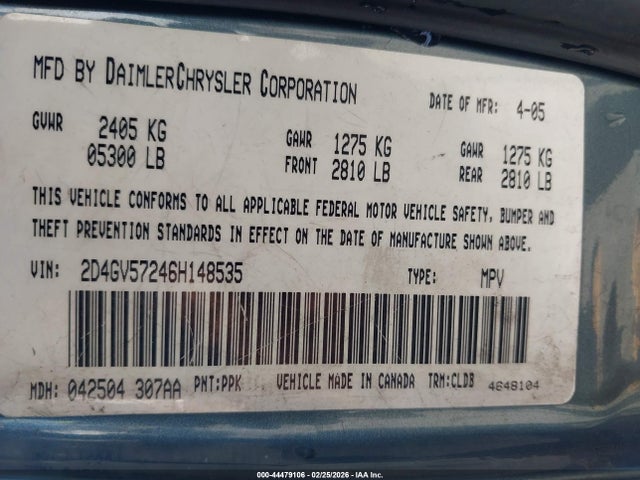 MFD BY DAIMLERCHRYSLER CORPORATION
DATE OF MFR: 4-05
GVWR 2405 KG
05300 LB
GAWR FRONT 1275 KG
2810 LB
GAWR REAR 1275 KG
2810 LB
THIS VEHICLE CONFORMS TO ALL APPLICABLE FEDERAL MOTOR VEHICLE SAFETY, BUMPER AND
THEFT PREVENTION STANDARDS IN EFFECT ON THE DATE OF MANUFACTURE SHOWN ABOVE.
VIN: 2D4GV57246H148535 TYPE: MPV
MDH: 042504 307AA PNT:PPK VEHICLE MADE IN CANADA TRM:CLDB 4648104
000-44479106 - 02/25/2026 - IAA Inc.